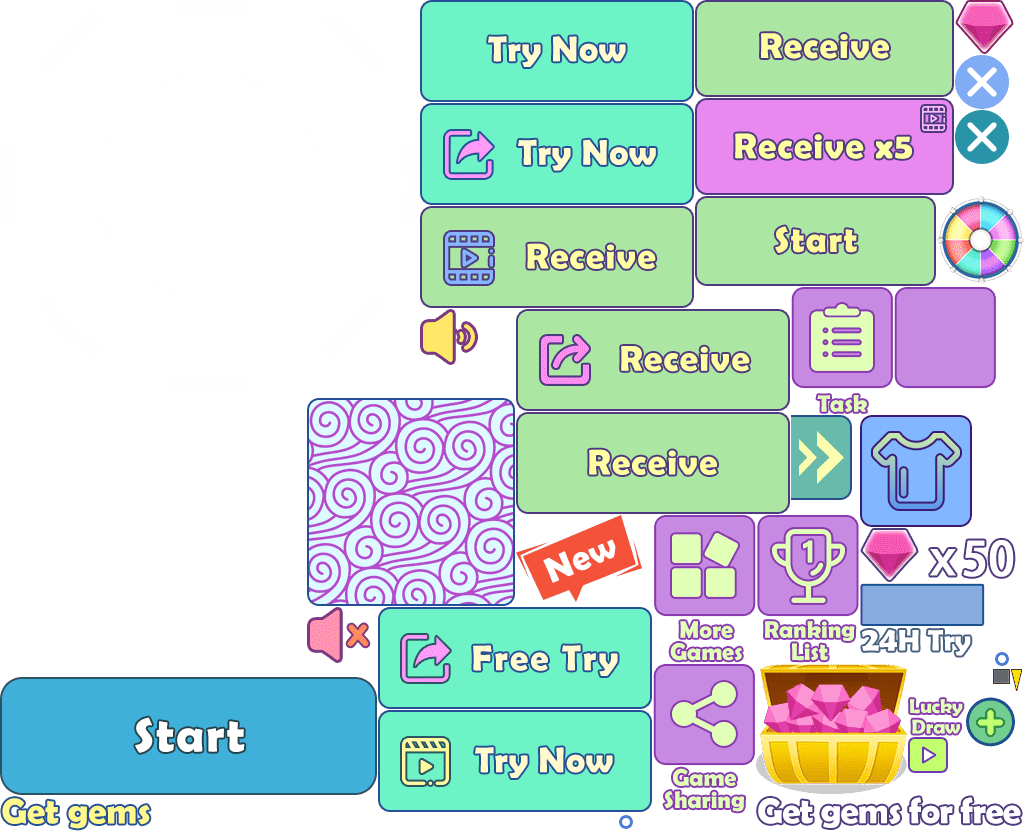 Try Now
Receive
Try Now
Receive x5
Receive
Start
Receive
Task
Receive
New
1
x50
More
Games
Ranking
List
24H Try
Free Try
Start
Try Now
Lucky
Draw
Game
Sharing
Get gems
Get gems for free